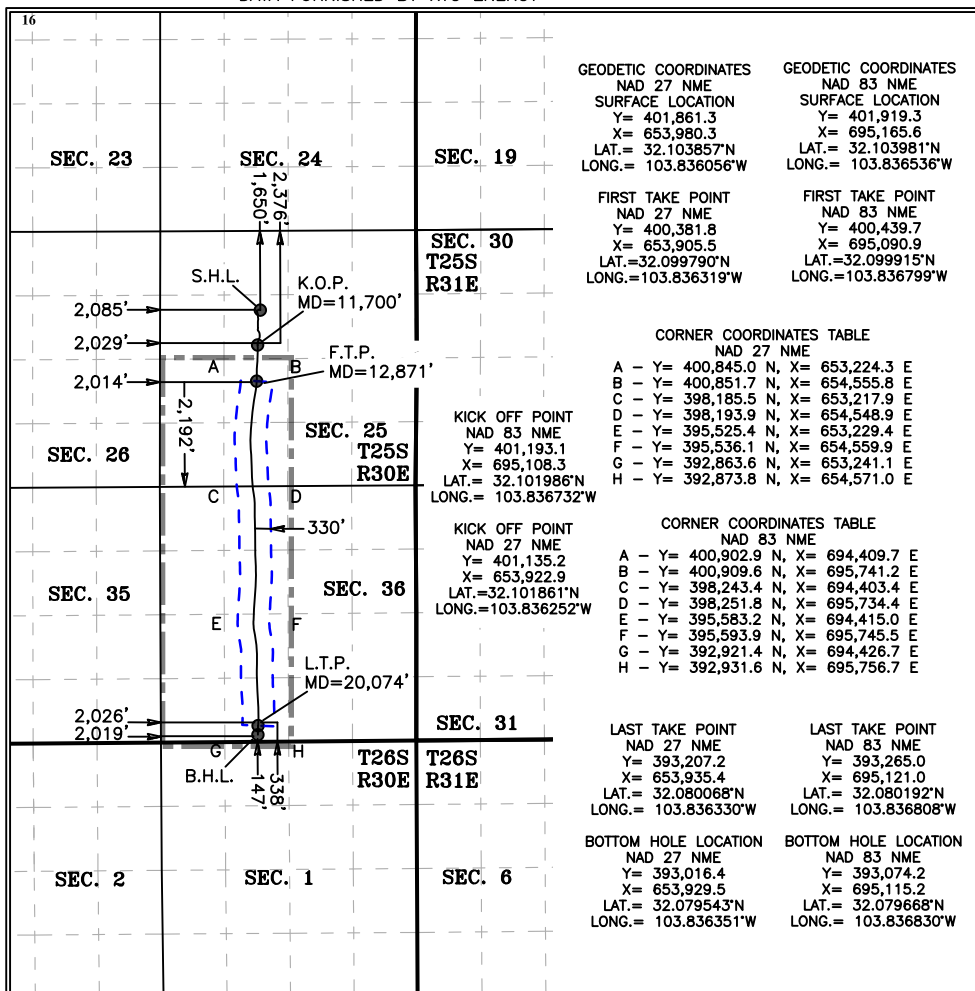 16
SEC. 23
SEC. 24
SEC. 19
2,376'
1,650'
SEC. 30
T25S
R31E
S.H.L.
K.O.P.
MD=11,700'
2,085'
2,029'
F.T.P.
MD=12,871'
A
B
2,014'
2,192'
SEC. 25
T25S
R30E
SEC. 26
C
D
330'
SEC. 35
SEC. 36
E
F
L.T.P.
MD=20,074'
2,026'
2,019'
SEC. 31
G
H
B.H.L.
147'
338'
T26S
R30E
T26S
R31E
SEC. 2
SEC. 1
SEC. 6
KICK OFF POINT
NAD 83 NME
Y= 401,193.1
X= 695,108.3
LAT.= 32.101986°N
LONG.= 103.836732°W
KICK OFF POINT
NAD 27 NME
Y= 401,135.2
X= 653,922.9
LAT.= 32.101861°N
LONG.=103.836252°W
GEODETIC COORDINATES
NAD 27 NME
SURFACE LOCATION
Y= 401,861.3
X= 653,980.3
LAT.= 32.103857°N
LONG.= 103.836056°W
GEODETIC COORDINATES
NAD 83 NME
SURFACE LOCATION
Y= 401,919.3
X= 695,165.6
LAT.= 32.103981°N
LONG.= 103.836536°W
FIRST TAKE POINT
NAD 27 NME
Y= 400,381.8
X= 653,905.5
LAT.=32.099790°N
LONG.=103.836319°W
FIRST TAKE POINT
NAD 83 NME
Y= 400,439.7
X= 695,090.9
LAT.=32.099915°N
LONG.=103.836799°W
CORNER COORDINATES TABLE
NAD 27 NME
A - Y= 400,845.0 N, X= 653,224.3 E
B - Y= 400,851.7 N, X= 654,555.8 E
C - Y= 398,185.5 N, X= 653,217.9 E
D - Y= 398,193.9 N, X= 654,548.9 E
E - Y= 395,525.4 N, X= 653,229.4 E
F - Y= 395,536.1 N, X= 654,559.9 E
G - Y= 392,863.6 N, X= 653,241.1 E
H - Y= 392,873.8 N, X= 654,571.0 E
CORNER COORDINATES TABLE
NAD 83 NME
A - Y= 400,902.9 N, X= 694,409.7 E
B - Y= 400,909.6 N, X= 695,741.2 E
C - Y= 398,243.4 N, X= 694,403.4 E
D - Y= 398,251.8 N, X= 695,734.4 E
E - Y= 395,583.2 N, X= 694,415.0 E
F - Y= 395,593.9 N, X= 695,745.5 E
G - Y= 392,921.4 N, X= 694,426.7 E
H - Y= 392,931.6 N, X= 695,756.7 E
LAST TAKE POINT
NAD 27 NME
Y= 393,207.2
X= 653,935.4
LAT.= 32.080068°N
LONG.= 103.836330°W
LAST TAKE POINT
NAD 83 NME
Y= 393,265.0
X= 695,121.0
LAT.= 32.080192°N
LONG.= 103.836808°W
BOTTOM HOLE LOCATION
NAD 27 NME
Y= 393,016.4
X= 653,929.5
LAT.= 32.079543°N
LONG.= 103.836351°W
BOTTOM HOLE LOCATION
NAD 83 NME
Y= 393,074.2
X= 695,115.2
LAT.= 32.079668°N
LONG.= 103.836830°W